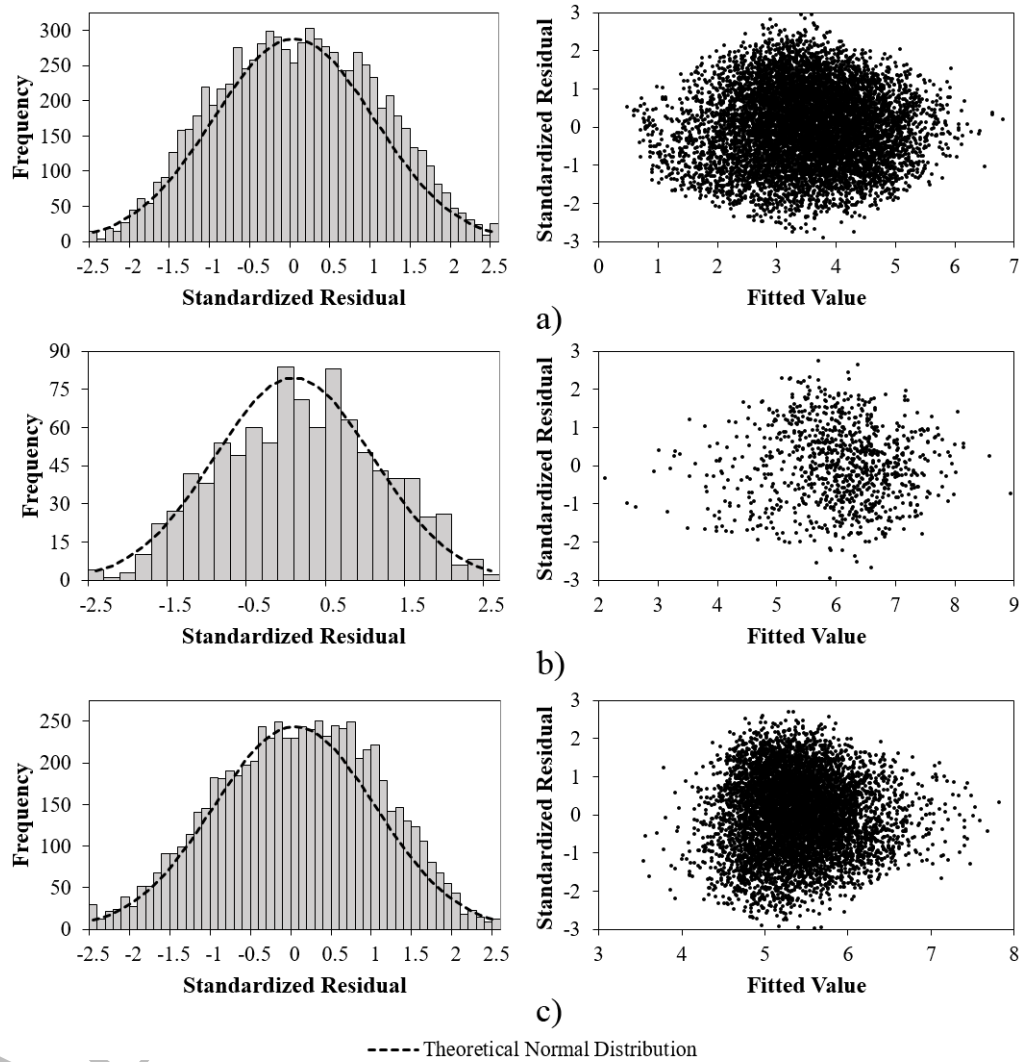 300
250
200
150
100
50
0
Frequency
-2.5 -2 -1.5 -1 -0.5 0 0.5 1 1.5 2 2.5
Standardized Residual
3
2
1
0
-1
-2
-3
Standardized Residual
0 1 2 3 4 5 6 7
Fitted Value
a)
90
75
60
45
30
15
0
Frequency
-2.5 -1.5 -0.5 0.5 1.5 2.5
Standardized Residual
3
2
1
0
-1
-2
-3
Standardized Residual
2 3 4 5 6 7 8 9
Fitted Value
b)
250
200
150
100
50
0
Frequency
-2.5 -2 -1.5 -1 -0.5 0 0.5 1 1.5 2 2.5
Standardized Residual
3
2
1
0
-1
-2
-3
Standardized Residual
3 4 5 6 7 8
Fitted Value
c)
Theoretical Normal Distribution